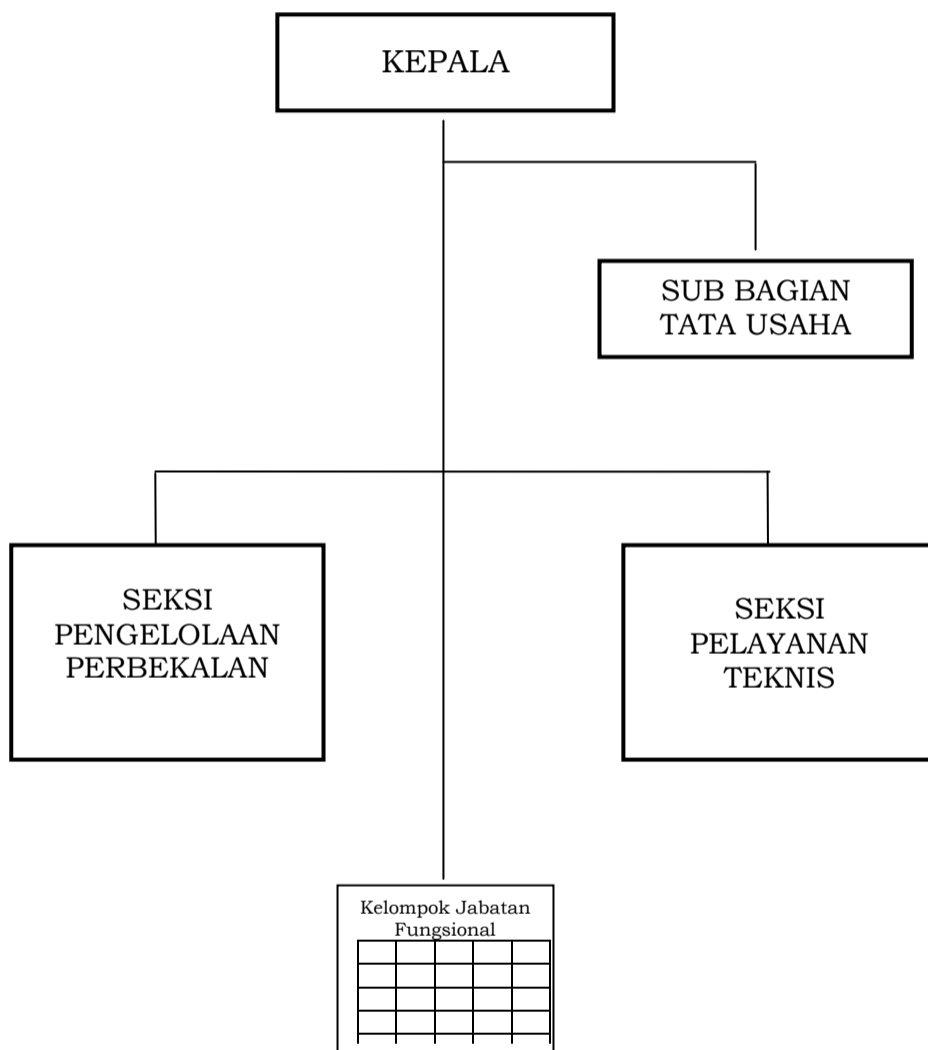 KEPALA
SUB BAGIAN
TATA USAHA
SEKSI
PENGELOLAAN
PERBEKALAN
SEKSI
PELAYANAN
TEKNIS
Kelompok Jabatan
Fungsional